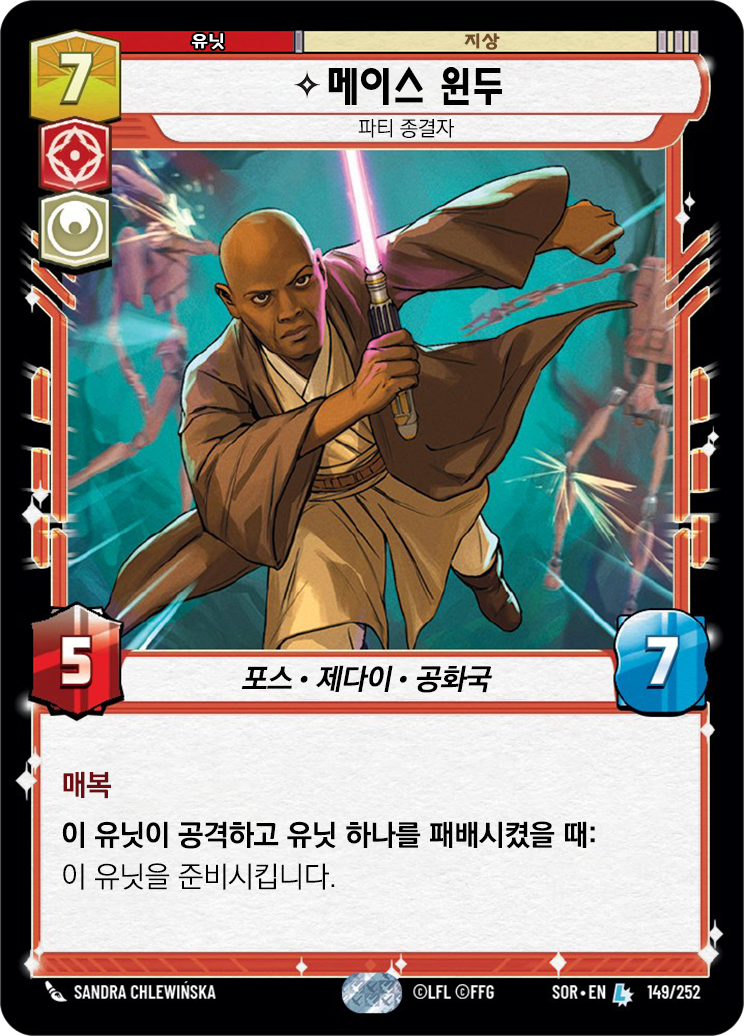 유닛
지상
7
메이스 윈두
파티 종결자
5
포스 • 제다이 • 공화국
7
매복
이 유닛이 공격하고 유닛 하나를 패배시켰을 때:
이 유닛을 준비시킵니다.
SANDRA CHLEWIŃSKA
©LFL ©FFG
SOR • EN L 149/252